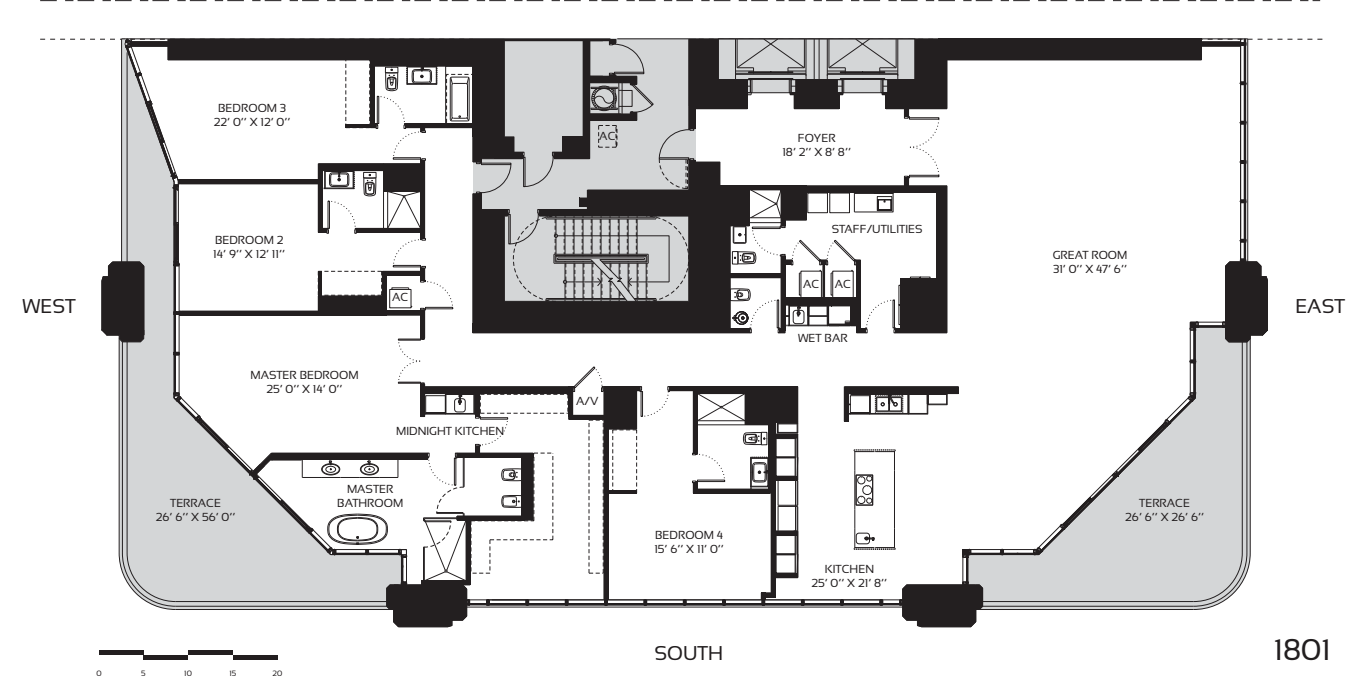 BEDROOM 3
22' 0'' X 12' 0''
AC
FOYER
18' 2'' X 8' 8''
BEDROOM 2
14' 9'' X 12' 11''
STAFF/UTILITIES
GREAT ROOM
31' 0'' X 47' 6''
WEST
AC
AC
AC
EAST
WET BAR
MASTER BEDROOM
25' 0'' X 14' 0''
A/V
MIDNIGHT KITCHEN
MASTER
BATHROOM
TERRACE
26' 6'' X 56' 0''
TERRACE
26' 6'' X 26' 6''
BEDROOM 4
15' 6'' X 11' 0''
KITCHEN
25' 0'' X 21' 8''
SOUTH
1801
0 5 10 15 20